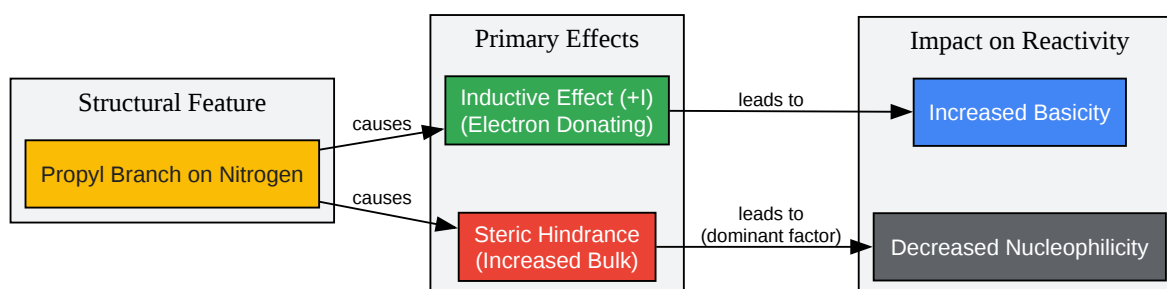 Structural Feature
Propyl Branch on Nitrogen
causes
causes
Primary Effects
Inductive Effect (+I)
(Electron Donating)
Steric Hindrance
(Increased Bulk)
leads to
leads to
(dominant factor)
Impact on Reactivity
Increased Basicity
Decreased Nucleophilicity